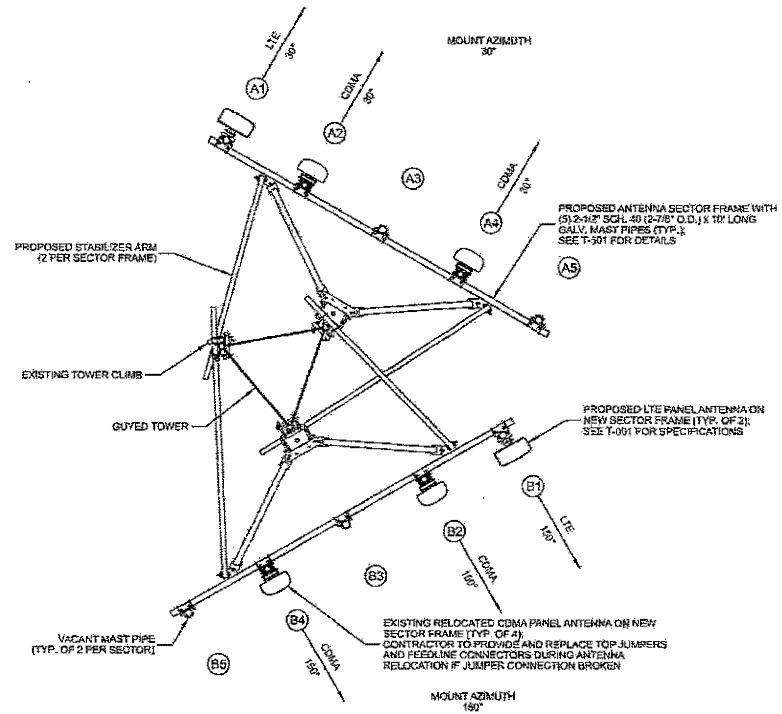 MOUNT AZIMUTH
30°
LTE
30°
A1
CDMA
30°
A2
A3
CDMA
30°
A4
A5
PROPOSED ANTENNA SECTOR FRAME WITH
(5) 2-1/2" SCH. 40 (2-7/8" O.D.) X 10' LONG
GALV. MAST PIPES (TYP.);
SEE T-501 FOR DETAILS
PROPOSED STABILIZER ARM
(2 PER SECTOR FRAME)
EXISTING TOWER CLIMB
GUYED TOWER
PROPOSED LTE PANEL ANTENNA ON
NEW SECTOR FRAME (TYP. OF 2);
SEE T-001 FOR SPECIFICATIONS
B1
LTE
150°
B2
CDMA
150°
B3
B4
CDMA
150°
B5
VACANT MAST PIPE
(TYP. OF 2 PER SECTOR)
EXISTING RELOCATED CDMA PANEL ANTENNA ON NEW
SECTOR FRAME (TYP. OF 4);
CONTRACTOR TO PROVIDE AND REPLACE TOP JUMPERS
AND FEEDLINE CONNECTORS DURING ANTENNA
RELOCATION IF JUMPER CONNECTION BROKEN
MOUNT AZIMUTH
150°